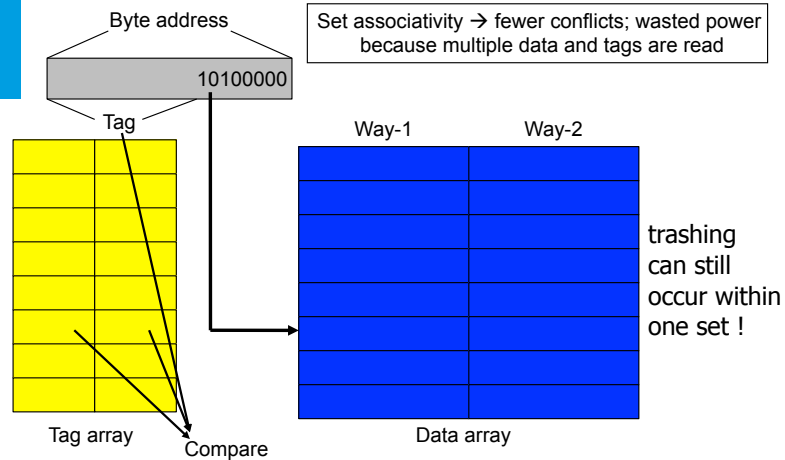 Byte address
Set associativity → fewer conflicts; wasted power
because multiple data and tags are read
10100000
Tag
Way-1
Way-2
trashing
can still
occur within
one set !
Tag array
Compare
Data array